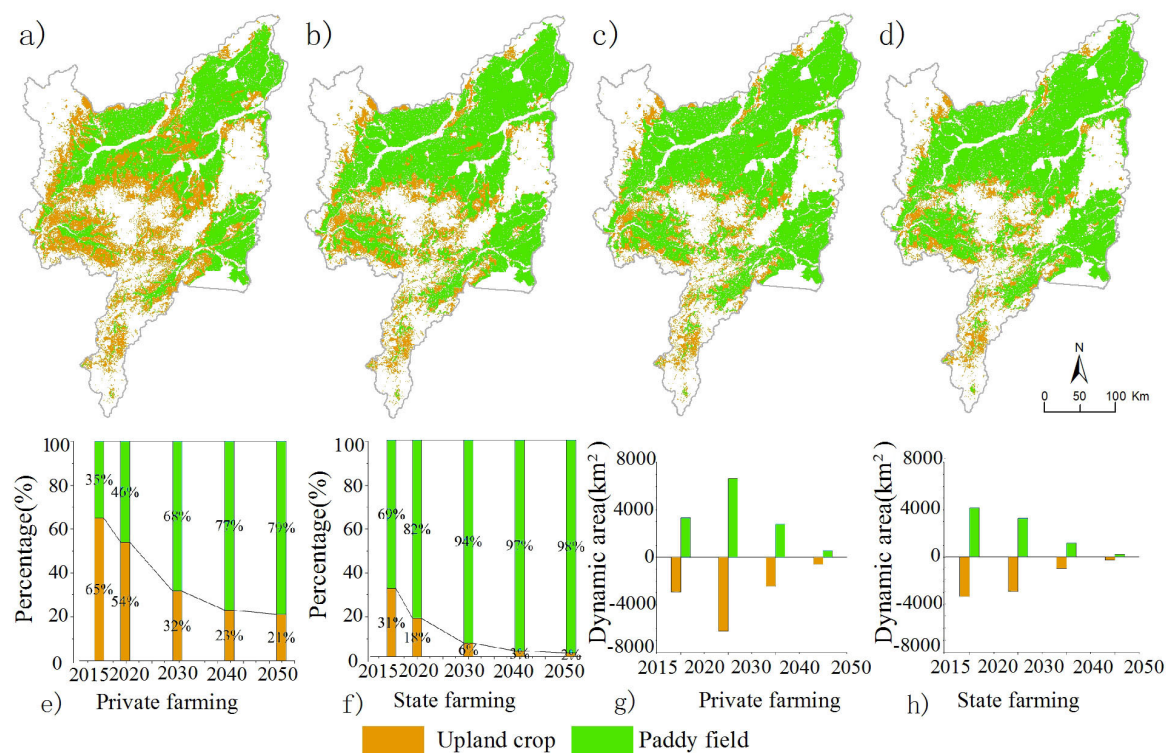 a)
b)
c)
d)
N
0 50 100 Km
Percentage(%)
100
80
60
40
20
0
35%
46%
68%
77%
79%
65%
54%
32%
23%
21%
2015 2020 2030 2040 2050
Private farming
e)
Percentage(%)
100
80
60
40
20
0
69%
82%
94%
97%
98%
31%
18%
6%
3%
2%
2015 2020 2030 2040 2050
State farming
f)
Dynamic area(km²)
8000
4000
0
-4000
-8000
2015 2020 2030 2040 2050
Private farming
g)
Dynamic area(km²)
8000
4000
0
-4000
-8000
2015 2020 2030 2040 2050
State farming
h)
Upland crop
Paddy field